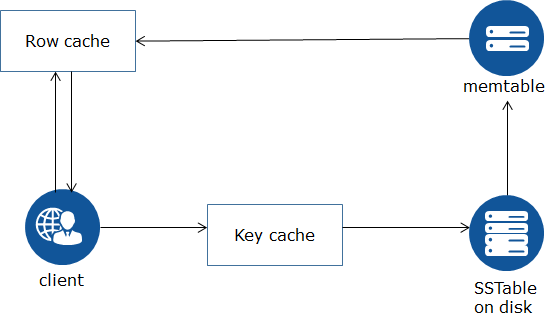 Row cache
memtable
Key cache
client
SSTable
on disk